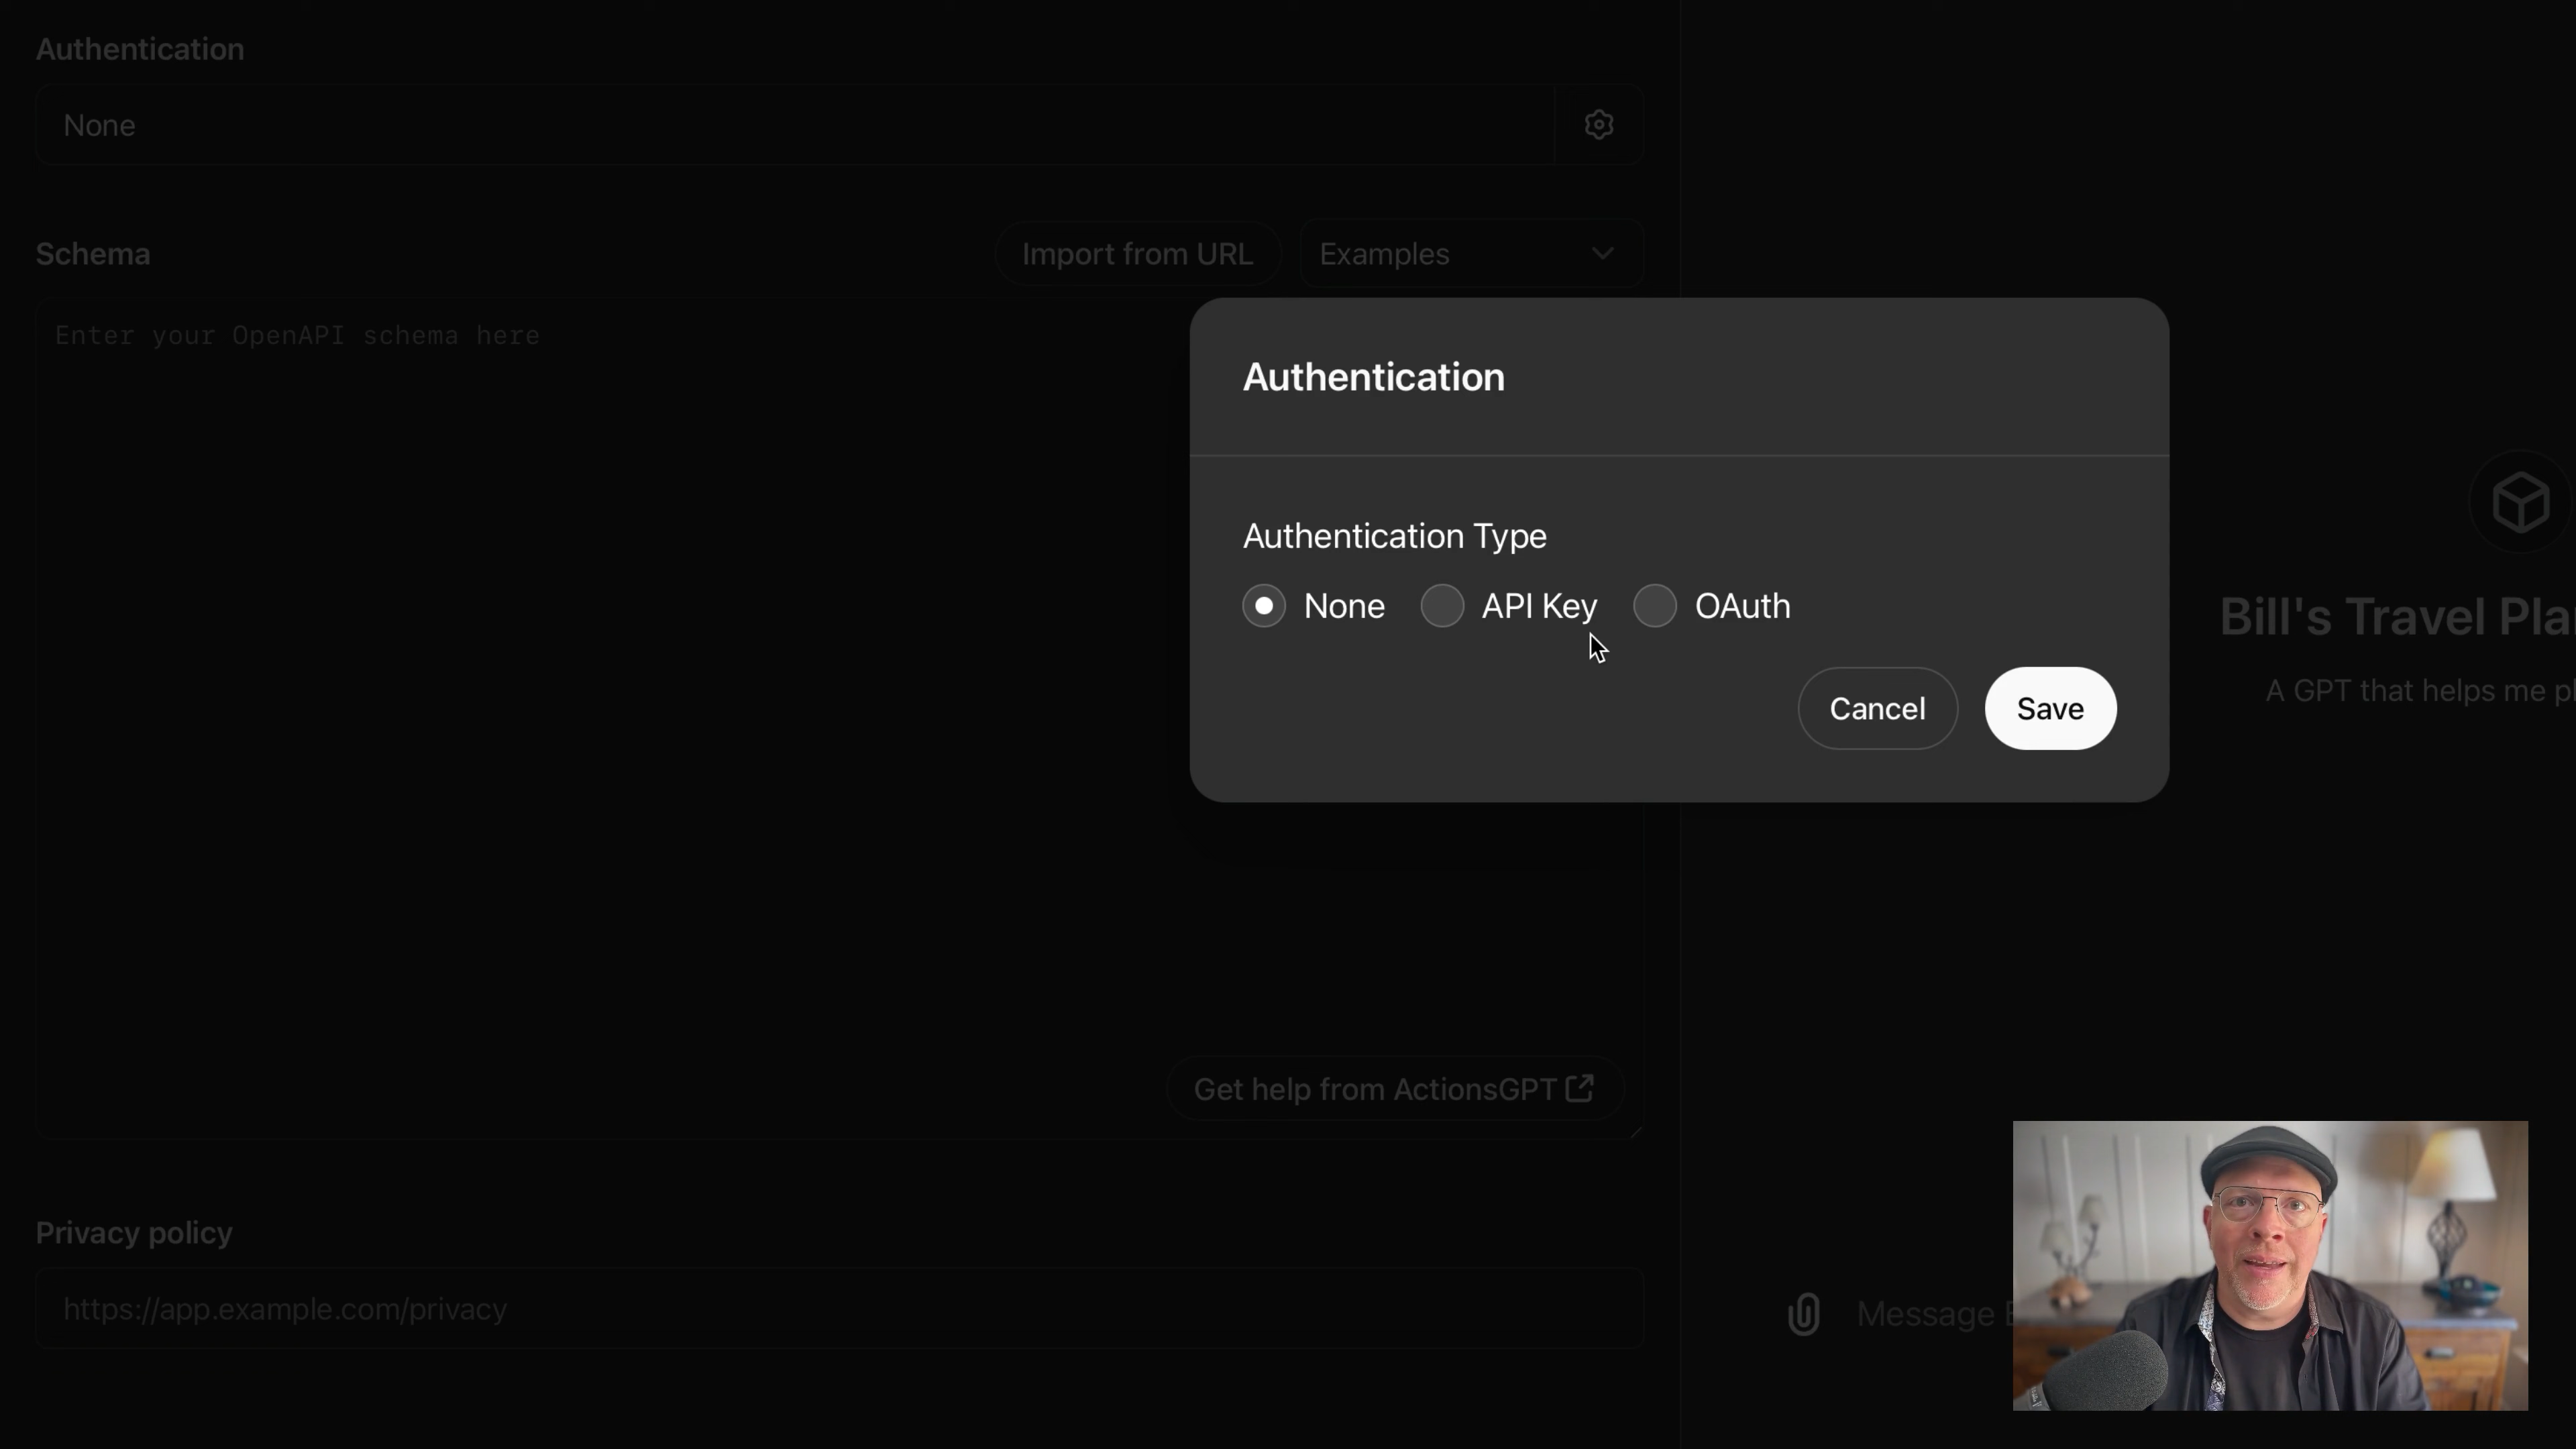 Authentication
None
Schema
Import from URL
Examples
Enter your OpenAPI schema here
Authentication
Authentication Type
None
API Key
OAuth
Cancel
Save
Bill's Travel
A GPT that helps me
Get help from ActionsGPT
Privacy policy
https://app.example.com/privacy
Message